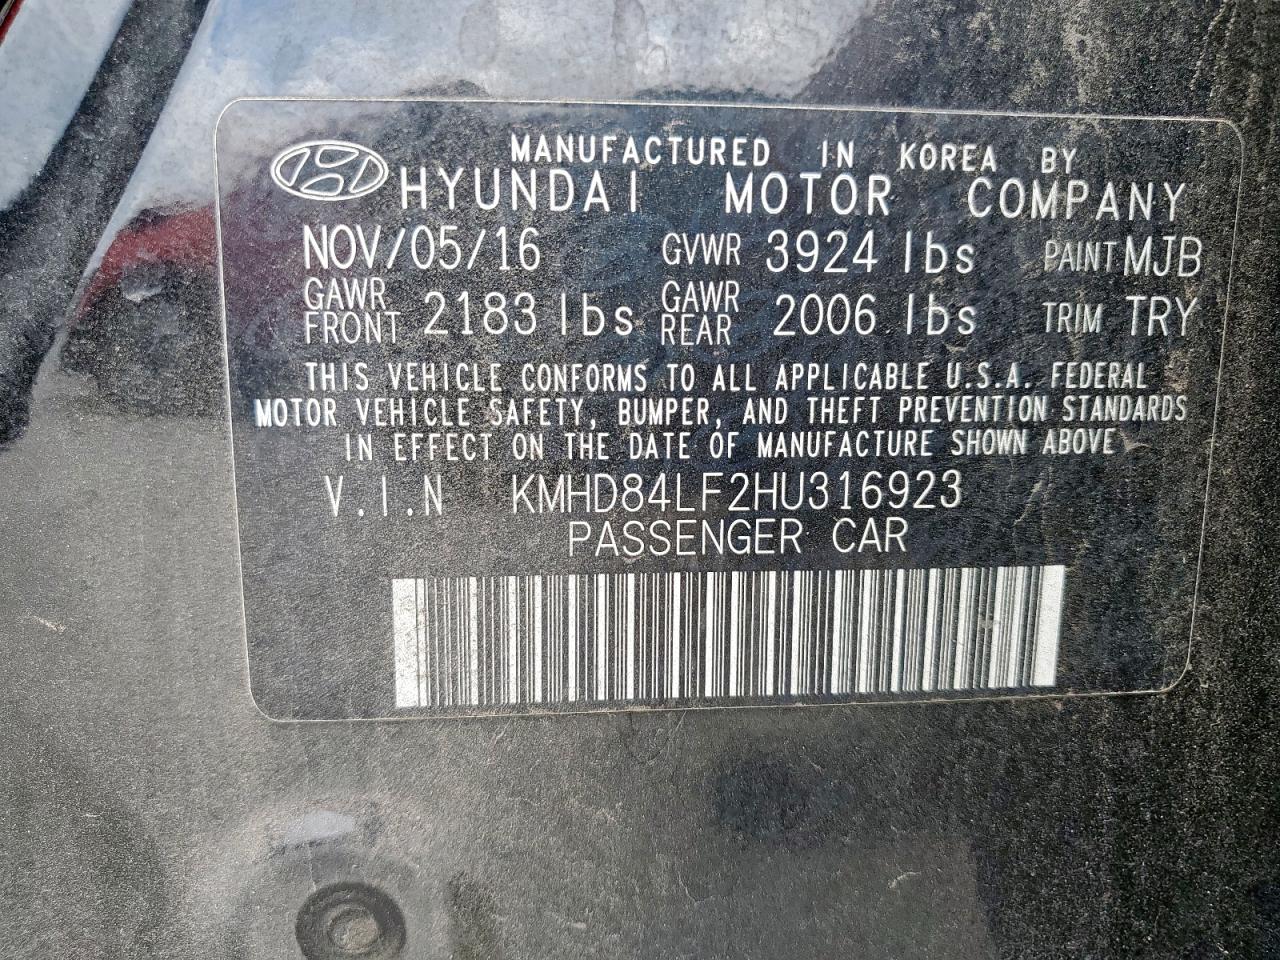 MANUFACTURED IN KOREA BY
HYUNDAI MOTOR COMPANY
NOV/05/16 GVWR 3924 lbs PAINT MJB
GAWR FRONT 2183 lbs GAWR REAR 2006 lbs TRIM TRY
THIS VEHICLE CONFORMS TO ALL APPLICABLE U.S.A. FEDERAL
MOTOR VEHICLE SAFETY, BUMPER, AND THEFT PREVENTION STANDARDS
IN EFFECT ON THE DATE OF MANUFACTURE SHOWN ABOVE
V.I.N KMHD84LF2HU316923
PASSENGER CAR